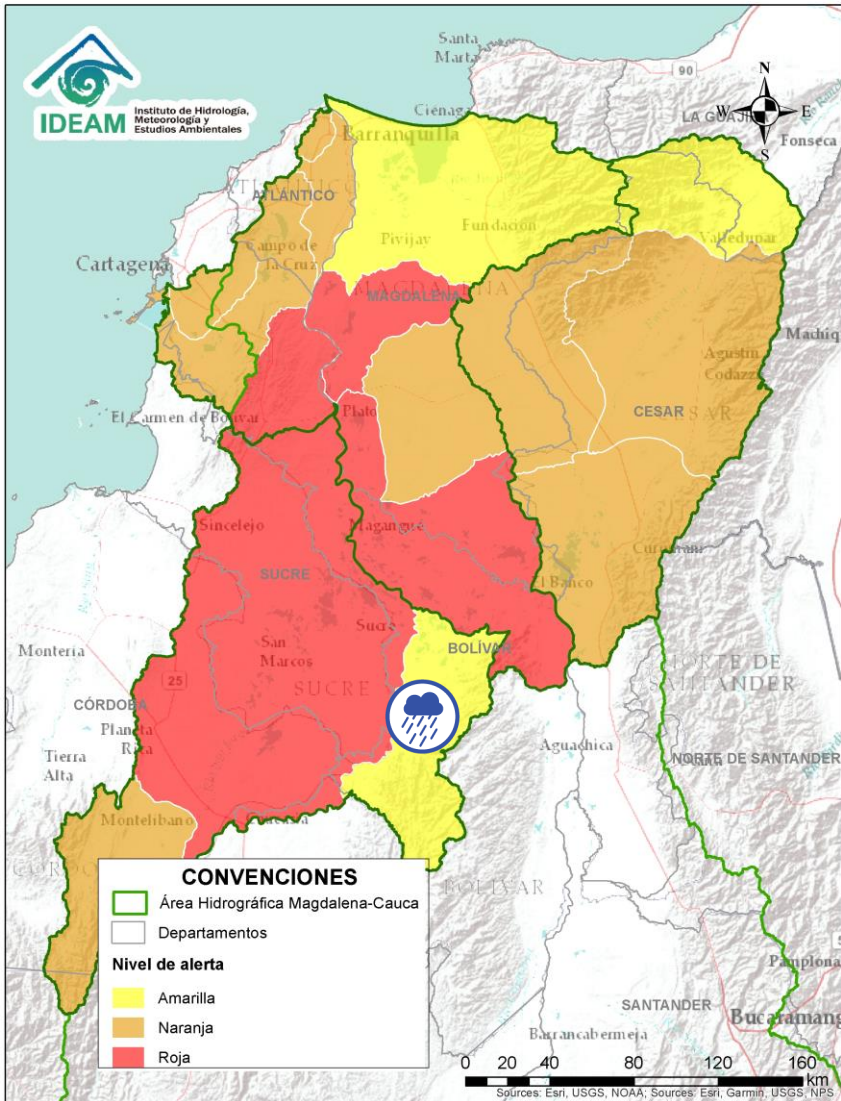 Santa
Marta
90
N
W E
S
IDEAM
Instituto de Hidrología,
Meteorología y
Estudios Ambientales
Ciénaga
Barranquilla
LA GUAJIR
Fonseca
ATLÁNTICO
Fundación
Pivijay
Valledupar
Campo de
la Cruz
Cartagena
MAGDALENA
Machiq
Agustín
Codazzi
El Carmen de Bolívar
Plato
CESAR
Sincelejo
Magangué
SUCRE
El Banco
Sucre
Montería
San
Marcos
BOLÍVAR
NORTE DE
SANTANDER
SUCRE
25
CÓRDOBA
Planeta
Rica
Aguachica
Tierra
Alta
NORTE DE SANTANDER
Montelíbano
BOLÍVAR
CONVENCIONES
Área Hidrográfica Magdalena-Cauca
Departamentos
Nivel de alerta
Amarilla
Naranja
Roja
Pamplona
SANTANDER
Bucaramang
Barrancabermeja
0 20 40 80 120 160
km
Sources: Esri, USGS, NOAA; Sources: Esri, Garmin, USGS, NPS